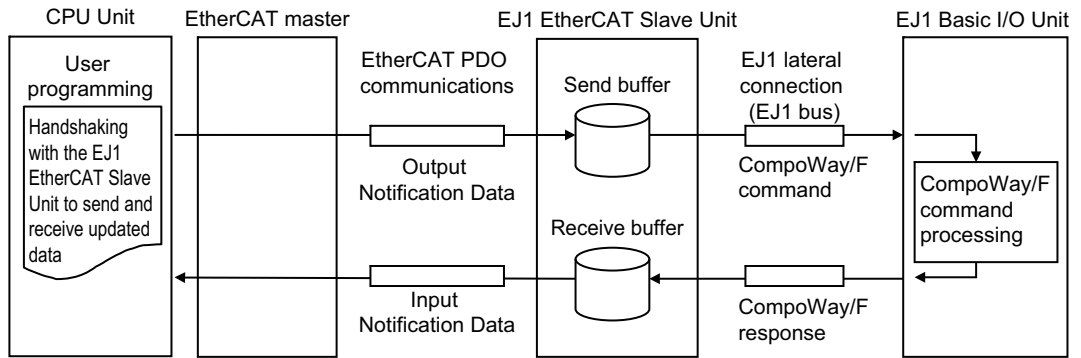 CPU Unit
EtherCAT master
EJ1 EtherCAT Slave Unit
EJ1 Basic I/O Unit
User
programming
Handshaking
with the EJ1
EtherCAT Slave
Unit to send and
receive updated
data
EtherCAT PDO
communications
Output
Notification Data
Input
Notification Data
Send buffer
Receive buffer
EJ1 lateral
connection
(EJ1 bus)
CompoWay/F
command
CompoWay/F
response
CompoWay/F
command
processing